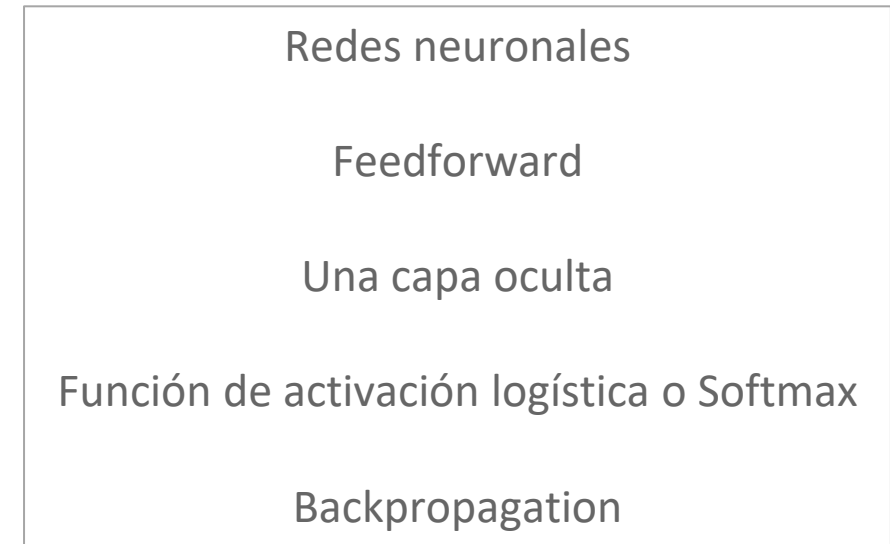 Redes neuronales
Feedforward
Una capa oculta
Función de activación logística o Softmax
Backpropagation